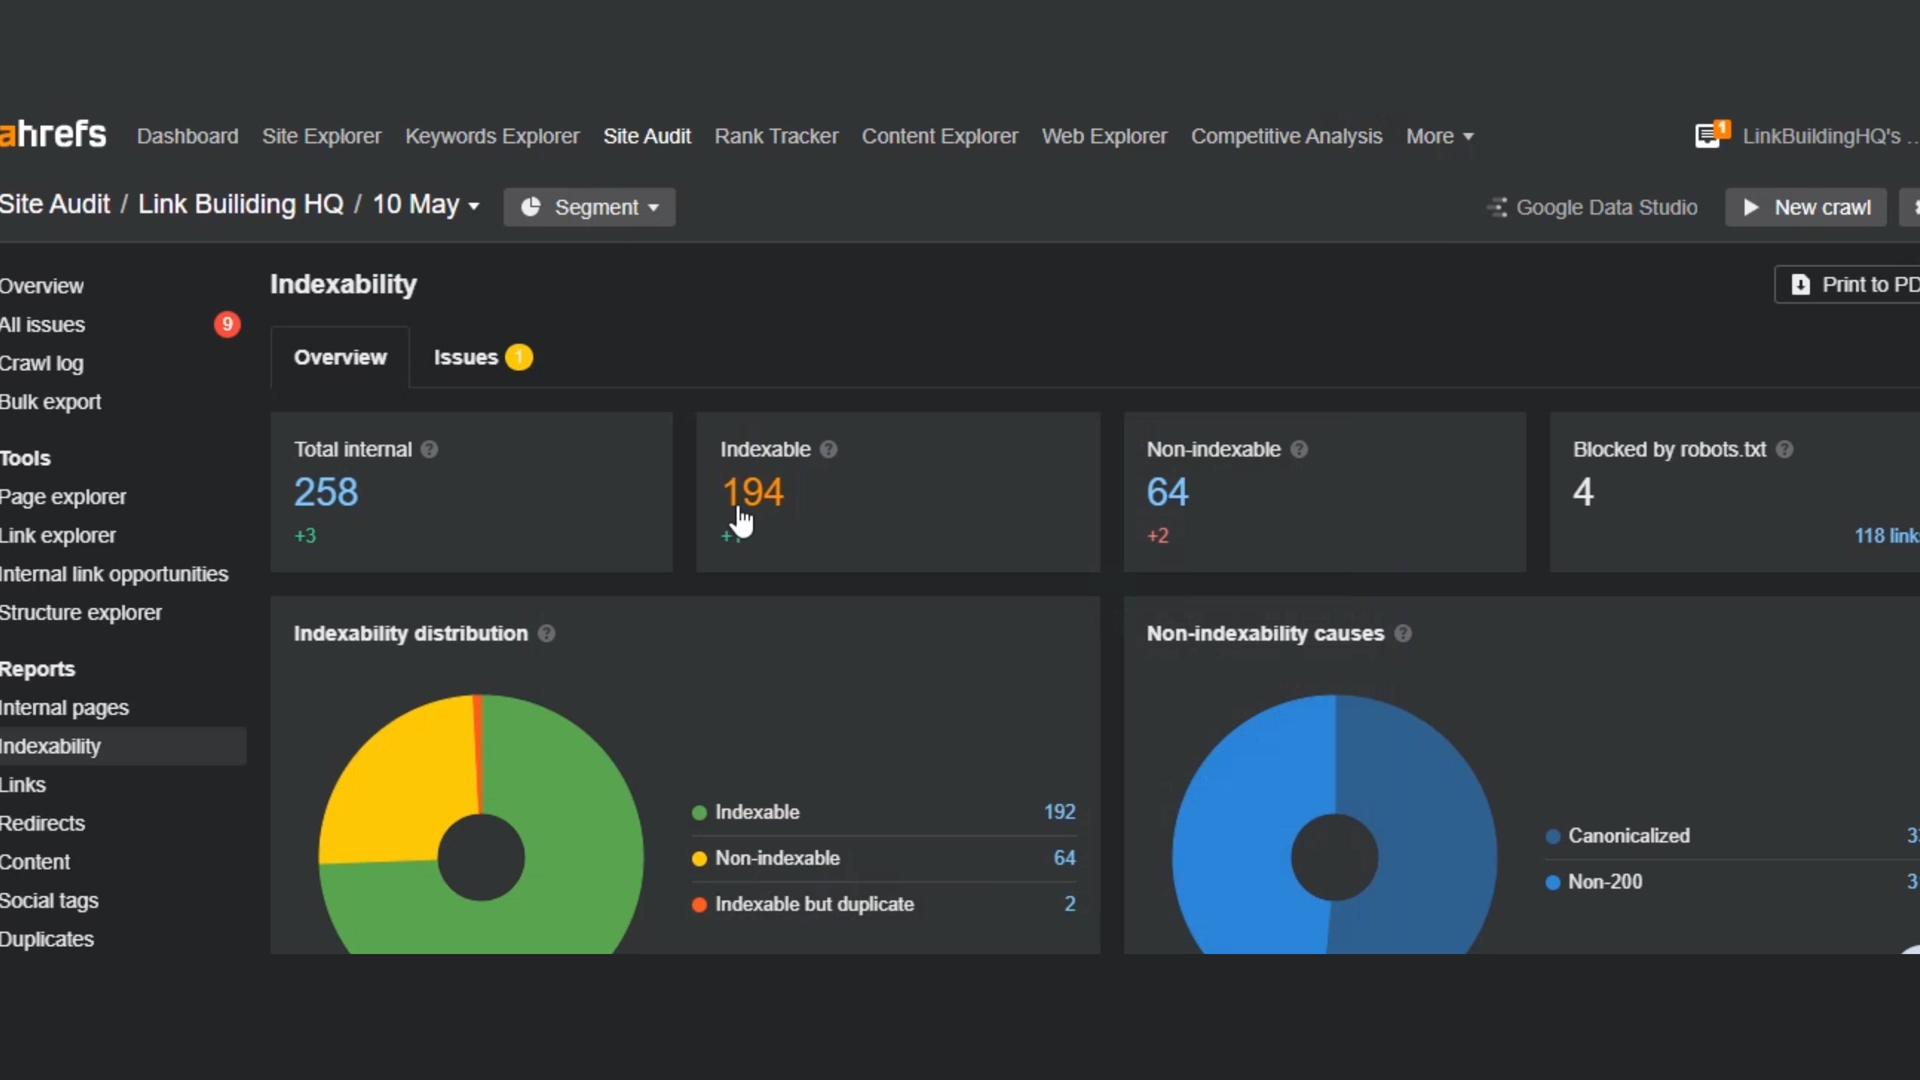 ahrefs Dashboard Site Explorer Keywords Explorer Site Audit Rank Tracker Content Explorer Web Explorer Competitive Analysis More 1 LinkBuildingHQ's ...
Site Audit / Link Builiding HQ / 10 May Segment Google Data Studio New crawl
Overview
All issues 9
Crawl log
Bulk export
Tools
Page explorer
Link explorer
Internal link opportunities
Structure explorer
Reports
Internal pages
Indexability
Links
Redirects
Content
Social tags
Duplicates
Indexability Print to PD
Overview Issues 1
Total internal ?
258
+3
Indexable ?
194
Non-indexable ?
64
+2
Blocked by robots.txt ?
4
118 link
Indexability distribution ?
Indexable 192
Non-indexable 64
Indexable but duplicate 2
Non-indexability causes ?
Canonicalized 3
Non-200 3